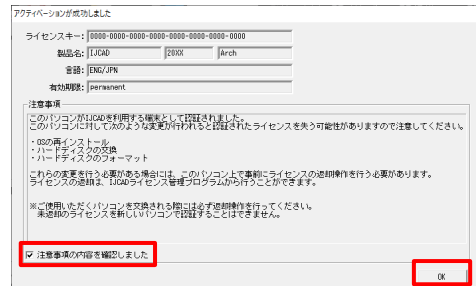 アクティベーションが成功しました
ライセンスキー: 0000-0000-0000-0000-0000-0000-0000
製品名: IJCAD 20XX Arch
言語: ENG/JPN
有効期限: permanent
注意事項
このパソコンがIJCADを利用する端末として認証されました。
このパソコンに対して次のような変更が行われると認証されたライセンスを失う可能性がありますので注意してください。
・OSの再インストール
・ハードディスクの交換
・ハードディスクのフォーマット
これらの変更を行う必要がある場合には、このパソコン上で事前にライセンスの返却操作を行う必要があります。
ライセンスの返却は、IJCADライセンス管理プログラムから行うことができます。
※ご使用いただくパソコンを交換される際には必ず返却操作を行ってください。
未返却のライセンスを新しいパソコンで認証することはできません。
注意事項の内容を確認しました
OK